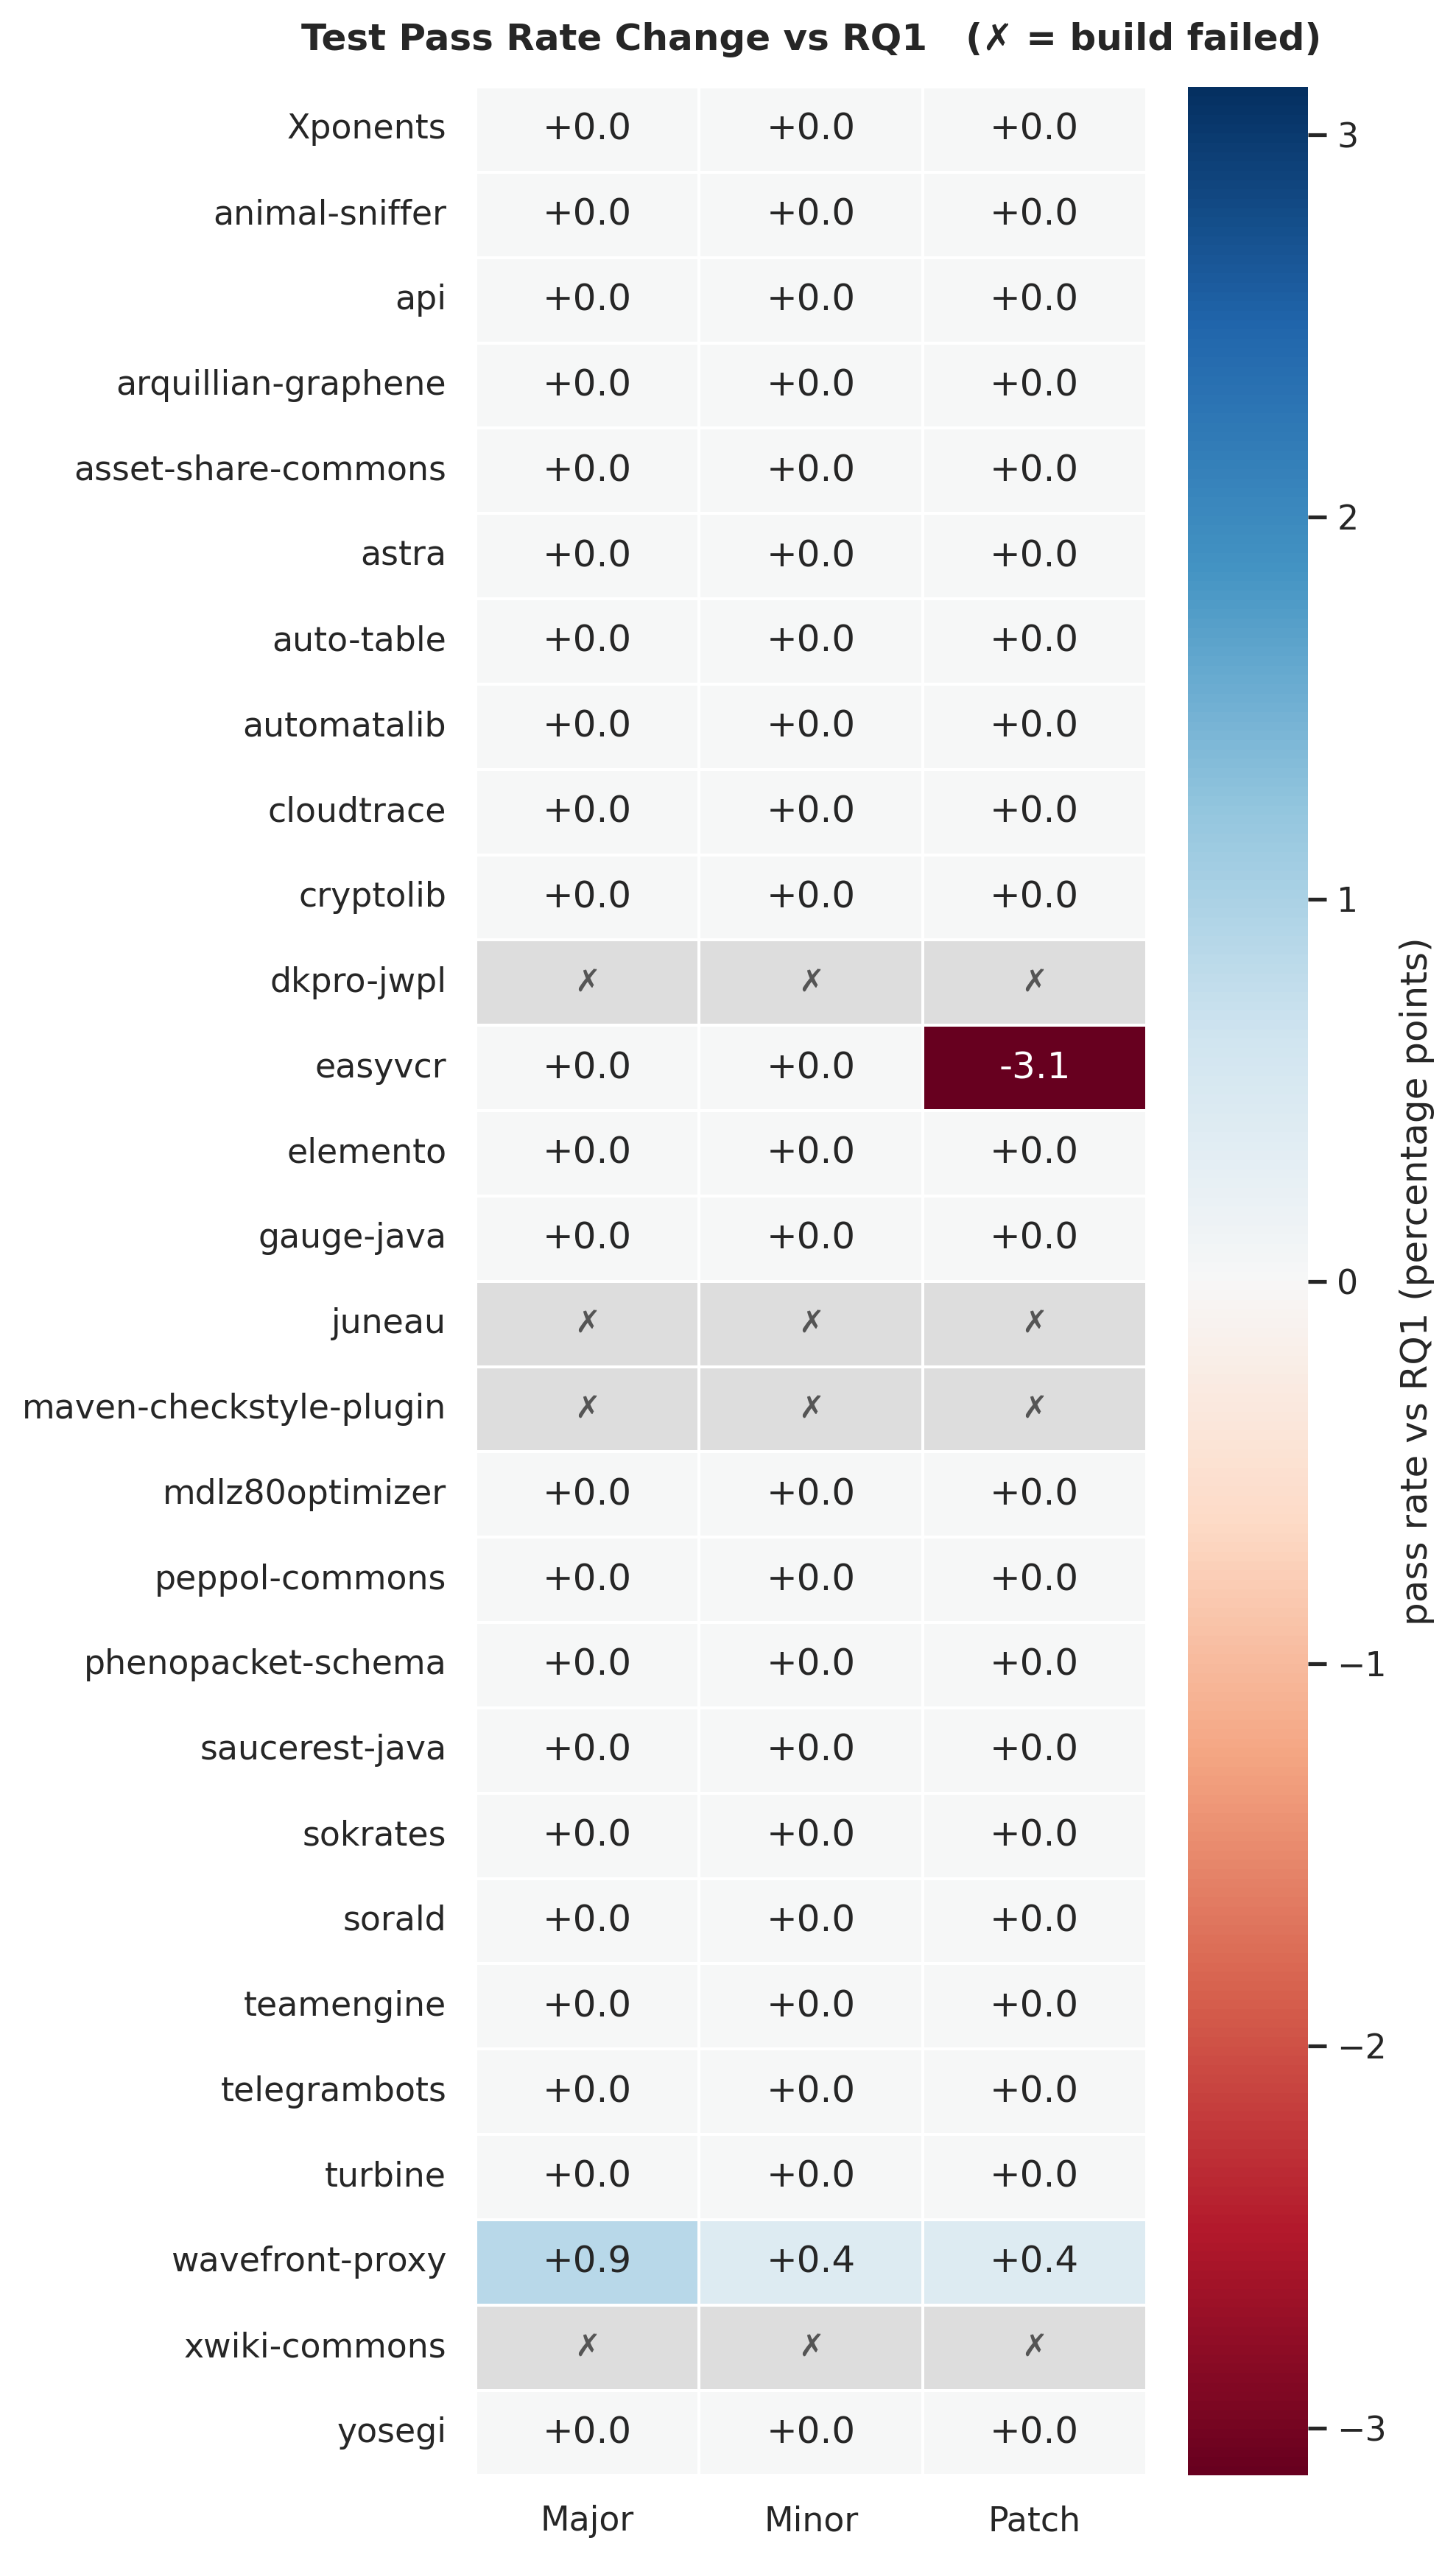 Test Pass Rate Change vs RQ1 (✗ = build failed)
Xponents +0.0 +0.0 +0.0
animal-sniffer +0.0 +0.0 +0.0
api +0.0 +0.0 +0.0
arquillian-graphene +0.0 +0.0 +0.0
asset-share-commons +0.0 +0.0 +0.0
astra +0.0 +0.0 +0.0
auto-table +0.0 +0.0 +0.0
automatalib +0.0 +0.0 +0.0
cloudtrace +0.0 +0.0 +0.0
cryptolib +0.0 +0.0 +0.0
dkpro-jwpl ✗ ✗ ✗
easyvcr +0.0 +0.0 -3.1
elemento +0.0 +0.0 +0.0
gauge-java +0.0 +0.0 +0.0
juneau ✗ ✗ ✗
maven-checkstyle-plugin ✗ ✗ ✗
mdlz80optimizer +0.0 +0.0 +0.0
peppol-commons +0.0 +0.0 +0.0
phenopacket-schema +0.0 +0.0 +0.0
saucerest-java +0.0 +0.0 +0.0
sokrates +0.0 +0.0 +0.0
sorald +0.0 +0.0 +0.0
teamengine +0.0 +0.0 +0.0
telegrambots +0.0 +0.0 +0.0
turbine +0.0 +0.0 +0.0
wavefront-proxy +0.9 +0.4 +0.4
xwiki-commons ✗ ✗ ✗
yosegi +0.0 +0.0 +0.0
Major Minor Patch
3
2
1
0
−1
−2
−3
pass rate vs RQ1 (percentage points)